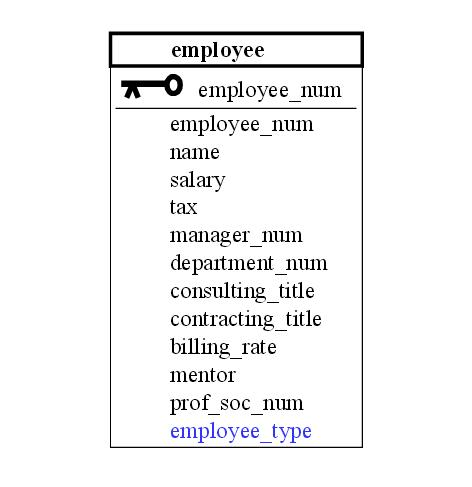 employee
employee_num
employee_num
name
salary
tax
manager_num
department_num
consulting_title
contracting_title
billing_rate
mentor
prof_soc_num
employee_type